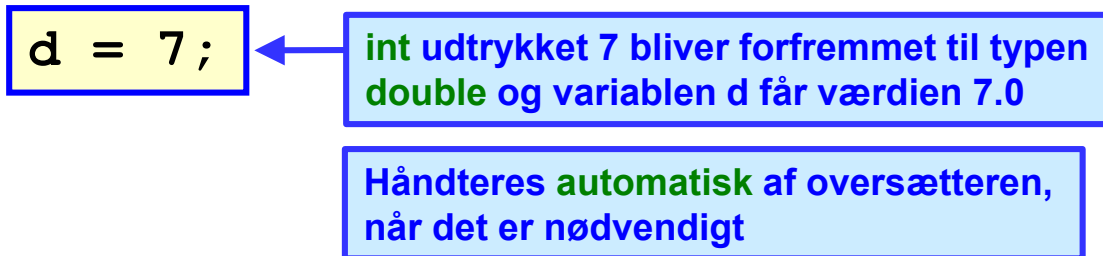 d = 7;
int udtrykket 7 bliver forfremmet til typen
double og variablen d får værdien 7.0
Håndteres automatisk af oversætteren,
når det er nødvendigt